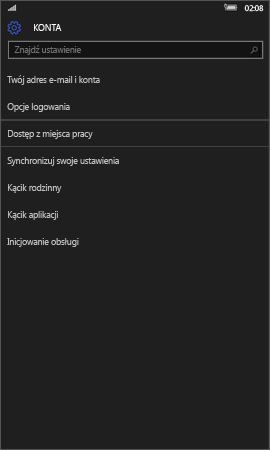 02:08
KONTA
Znajdź ustawienie
Twój adres e-mail i konta
Opcje logowania
Dostęp z miejsca pracy
Synchronizuj swoje ustawienia
Kącik rodzinny
Kącik aplikacji
Inicjowanie obsługi